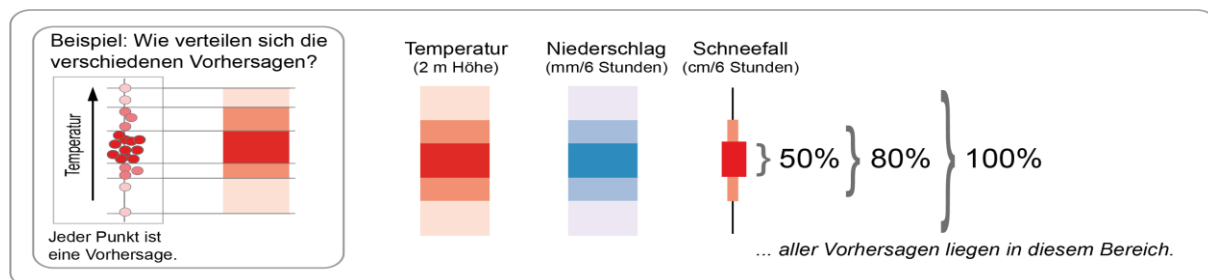 Beispiel: Wie verteilen sich die
verschiedenen Vorhersagen?
Temperatur
Jeder Punkt ist
eine Vorhersage.
Temperatur
(2 m Höhe)
Niederschlag
(mm/6 Stunden)
Schneefall
(cm/6 Stunden)
50%
80%
100%
... aller Vorhersagen liegen in diesem Bereich.